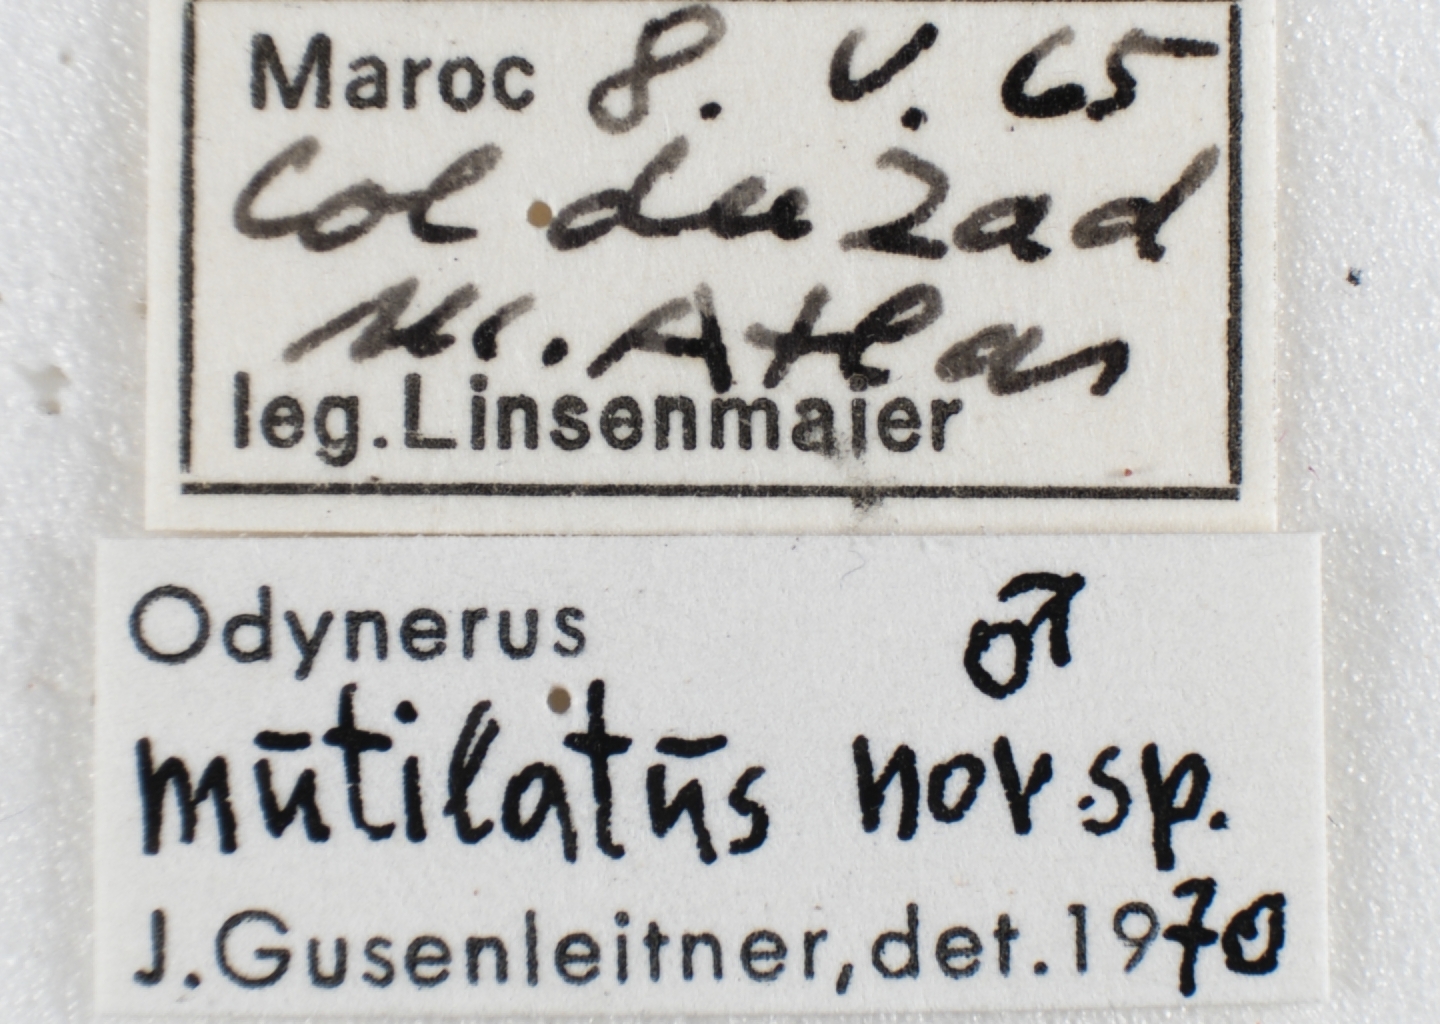 Maroc 8. V. 65
Col du Zad
M. Atlas
leg. Linsenmaier
Odynerus ♂
mūtilatūs nov.sp.
J. Gusenleitner, det. 1970